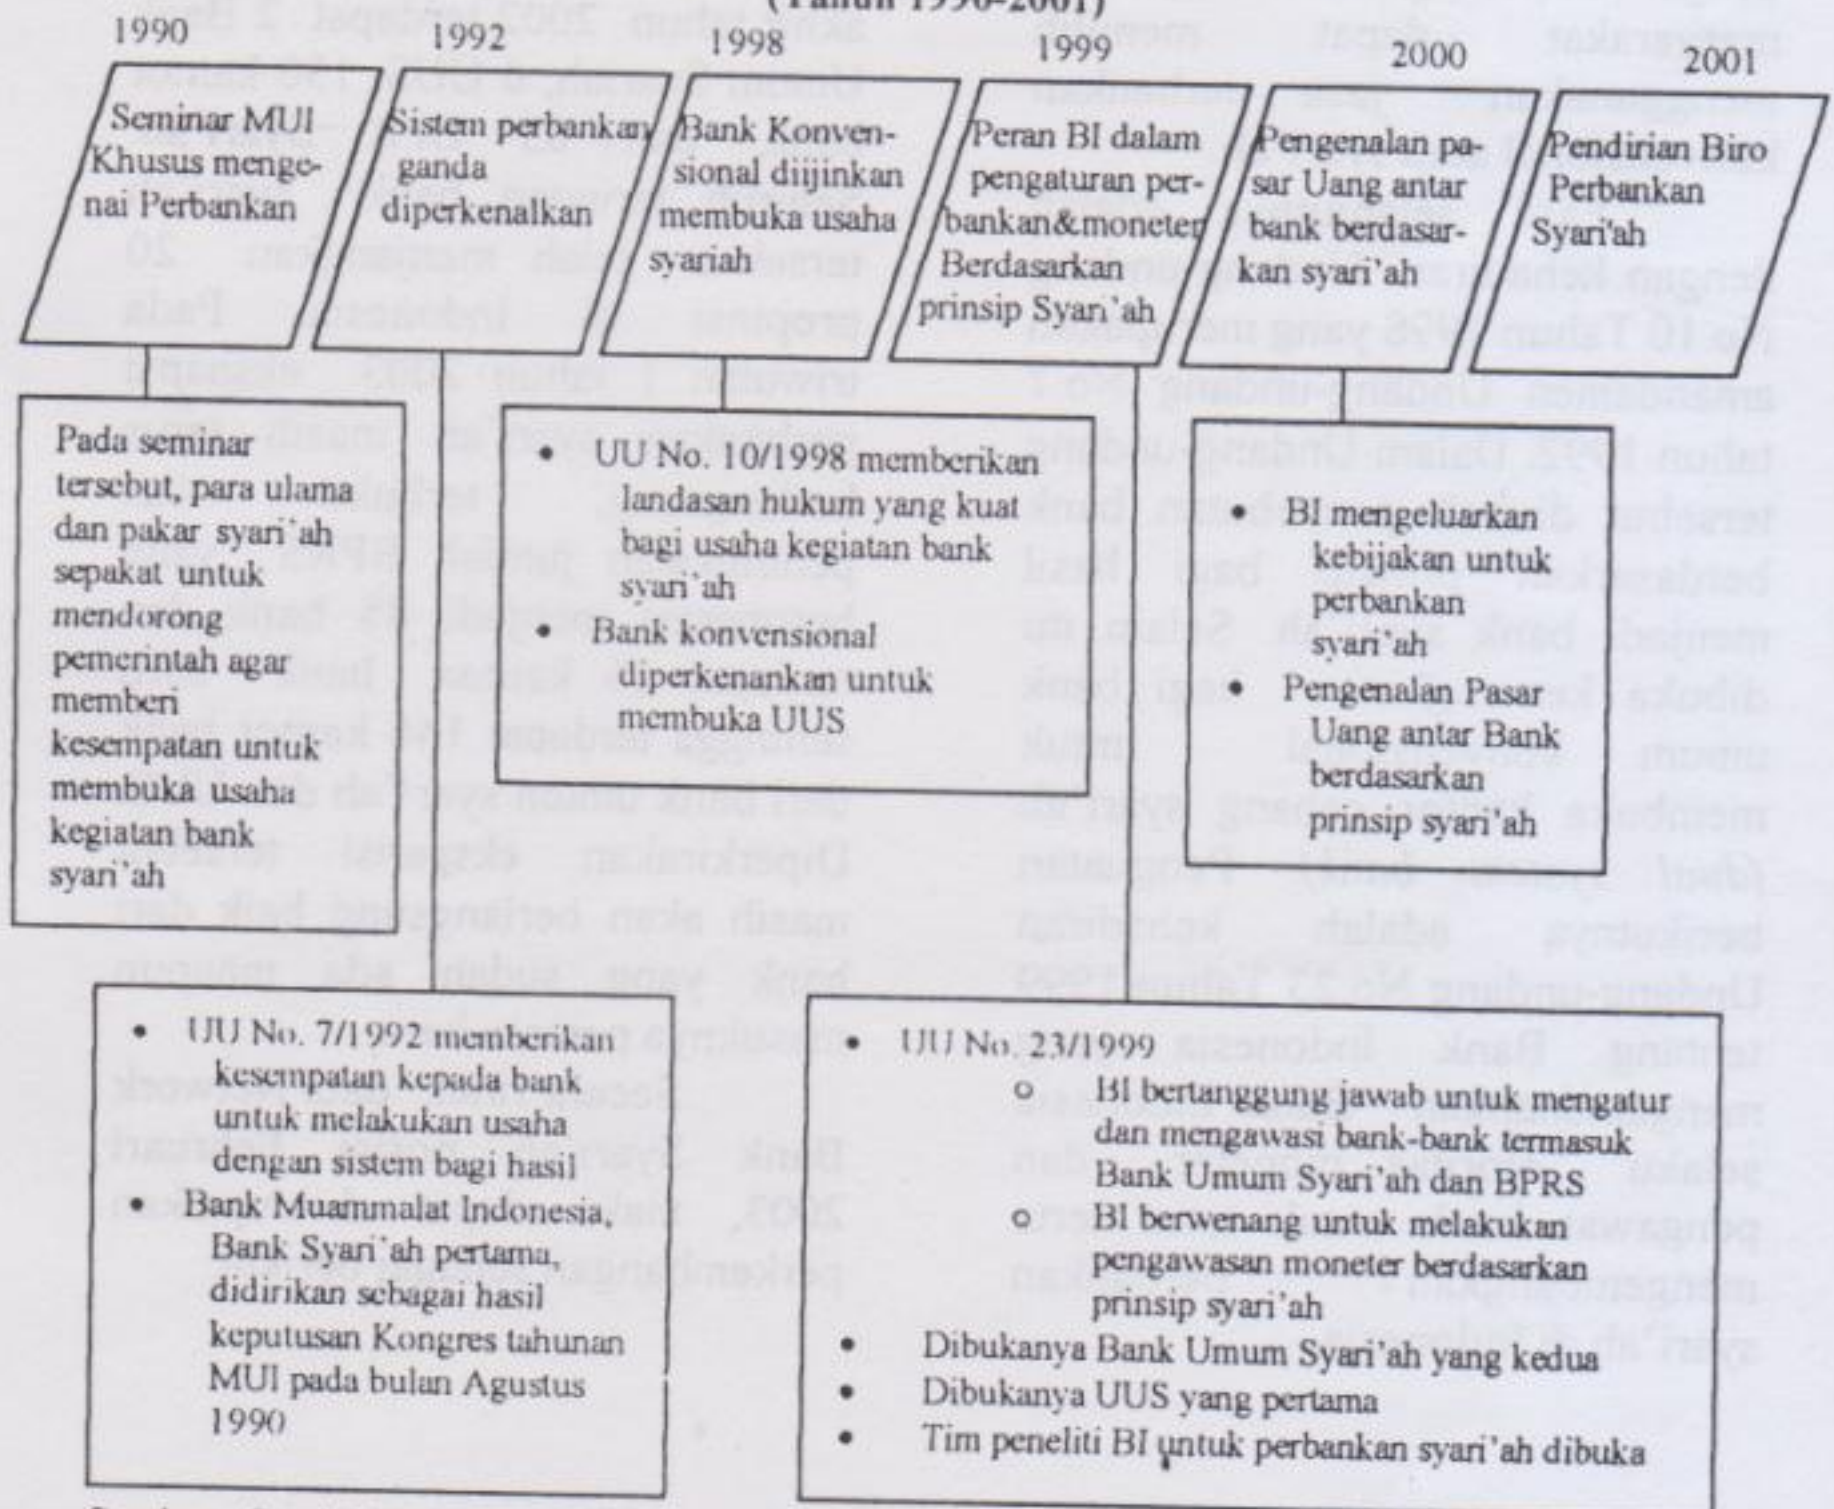 (Tahun 1990-2001)
1990
1992
1998
1999
2000
2001
Seminar MUI
Khusus menge-
nai Perbankan
Sistem perbankan
ganda
diperkenalkan
Bank Konven-
sional diijinkan
membuka usaha
syariah
Peran BI dalam
pengaturan per-
bankan&moneter
Berdasarkan
prinsip Syari'ah
Pengenalan pa-
sar Uang antar
bank berdasar-
kan syari'ah
Pendirian Biro
Perbankan
Syari'ah
Pada seminar
tersebut, para ulama
dan pakar syari'ah
sepakat untuk
mendorong
pemerintah agar
memberi
kesempatan untuk
membuka usaha
kegiatan bank
syari'ah
• UU No. 10/1998 memberikan
landasan hukum yang kuat
bagi usaha kegiatan bank
syari'ah
• Bank konvensional
diperkenankan untuk
membuka UUS
• BI mengeluarkan
kebijakan untuk
perbankan
syari'ah
• Pengenalan Pasar
Uang antar Bank
berdasarkan
prinsip syari'ah
• UU No. 7/1992 memberikan
kesempatan kepada bank
untuk melakukan usaha
dengan sistem bagi hasil
• Bank Muammalat Indonesia,
Bank Syari'ah pertama,
didirikan sebagai hasil
keputusan Kongres tahunan
MUI pada bulan Agustus
1990
• UU No. 23/1999
o BI bertanggung jawab untuk mengatur
dan mengawasi bank-bank termasuk
Bank Umum Syari'ah dan BPRS
o BI berwenang untuk melakukan
pengawasan moneter berdasarkan
prinsip syari'ah
• Dibukanya Bank Umum Syari'ah yang kedua
• Dibukanya UUS yang pertama
• Tim peneliti BI untuk perbankan syari'ah dibuka